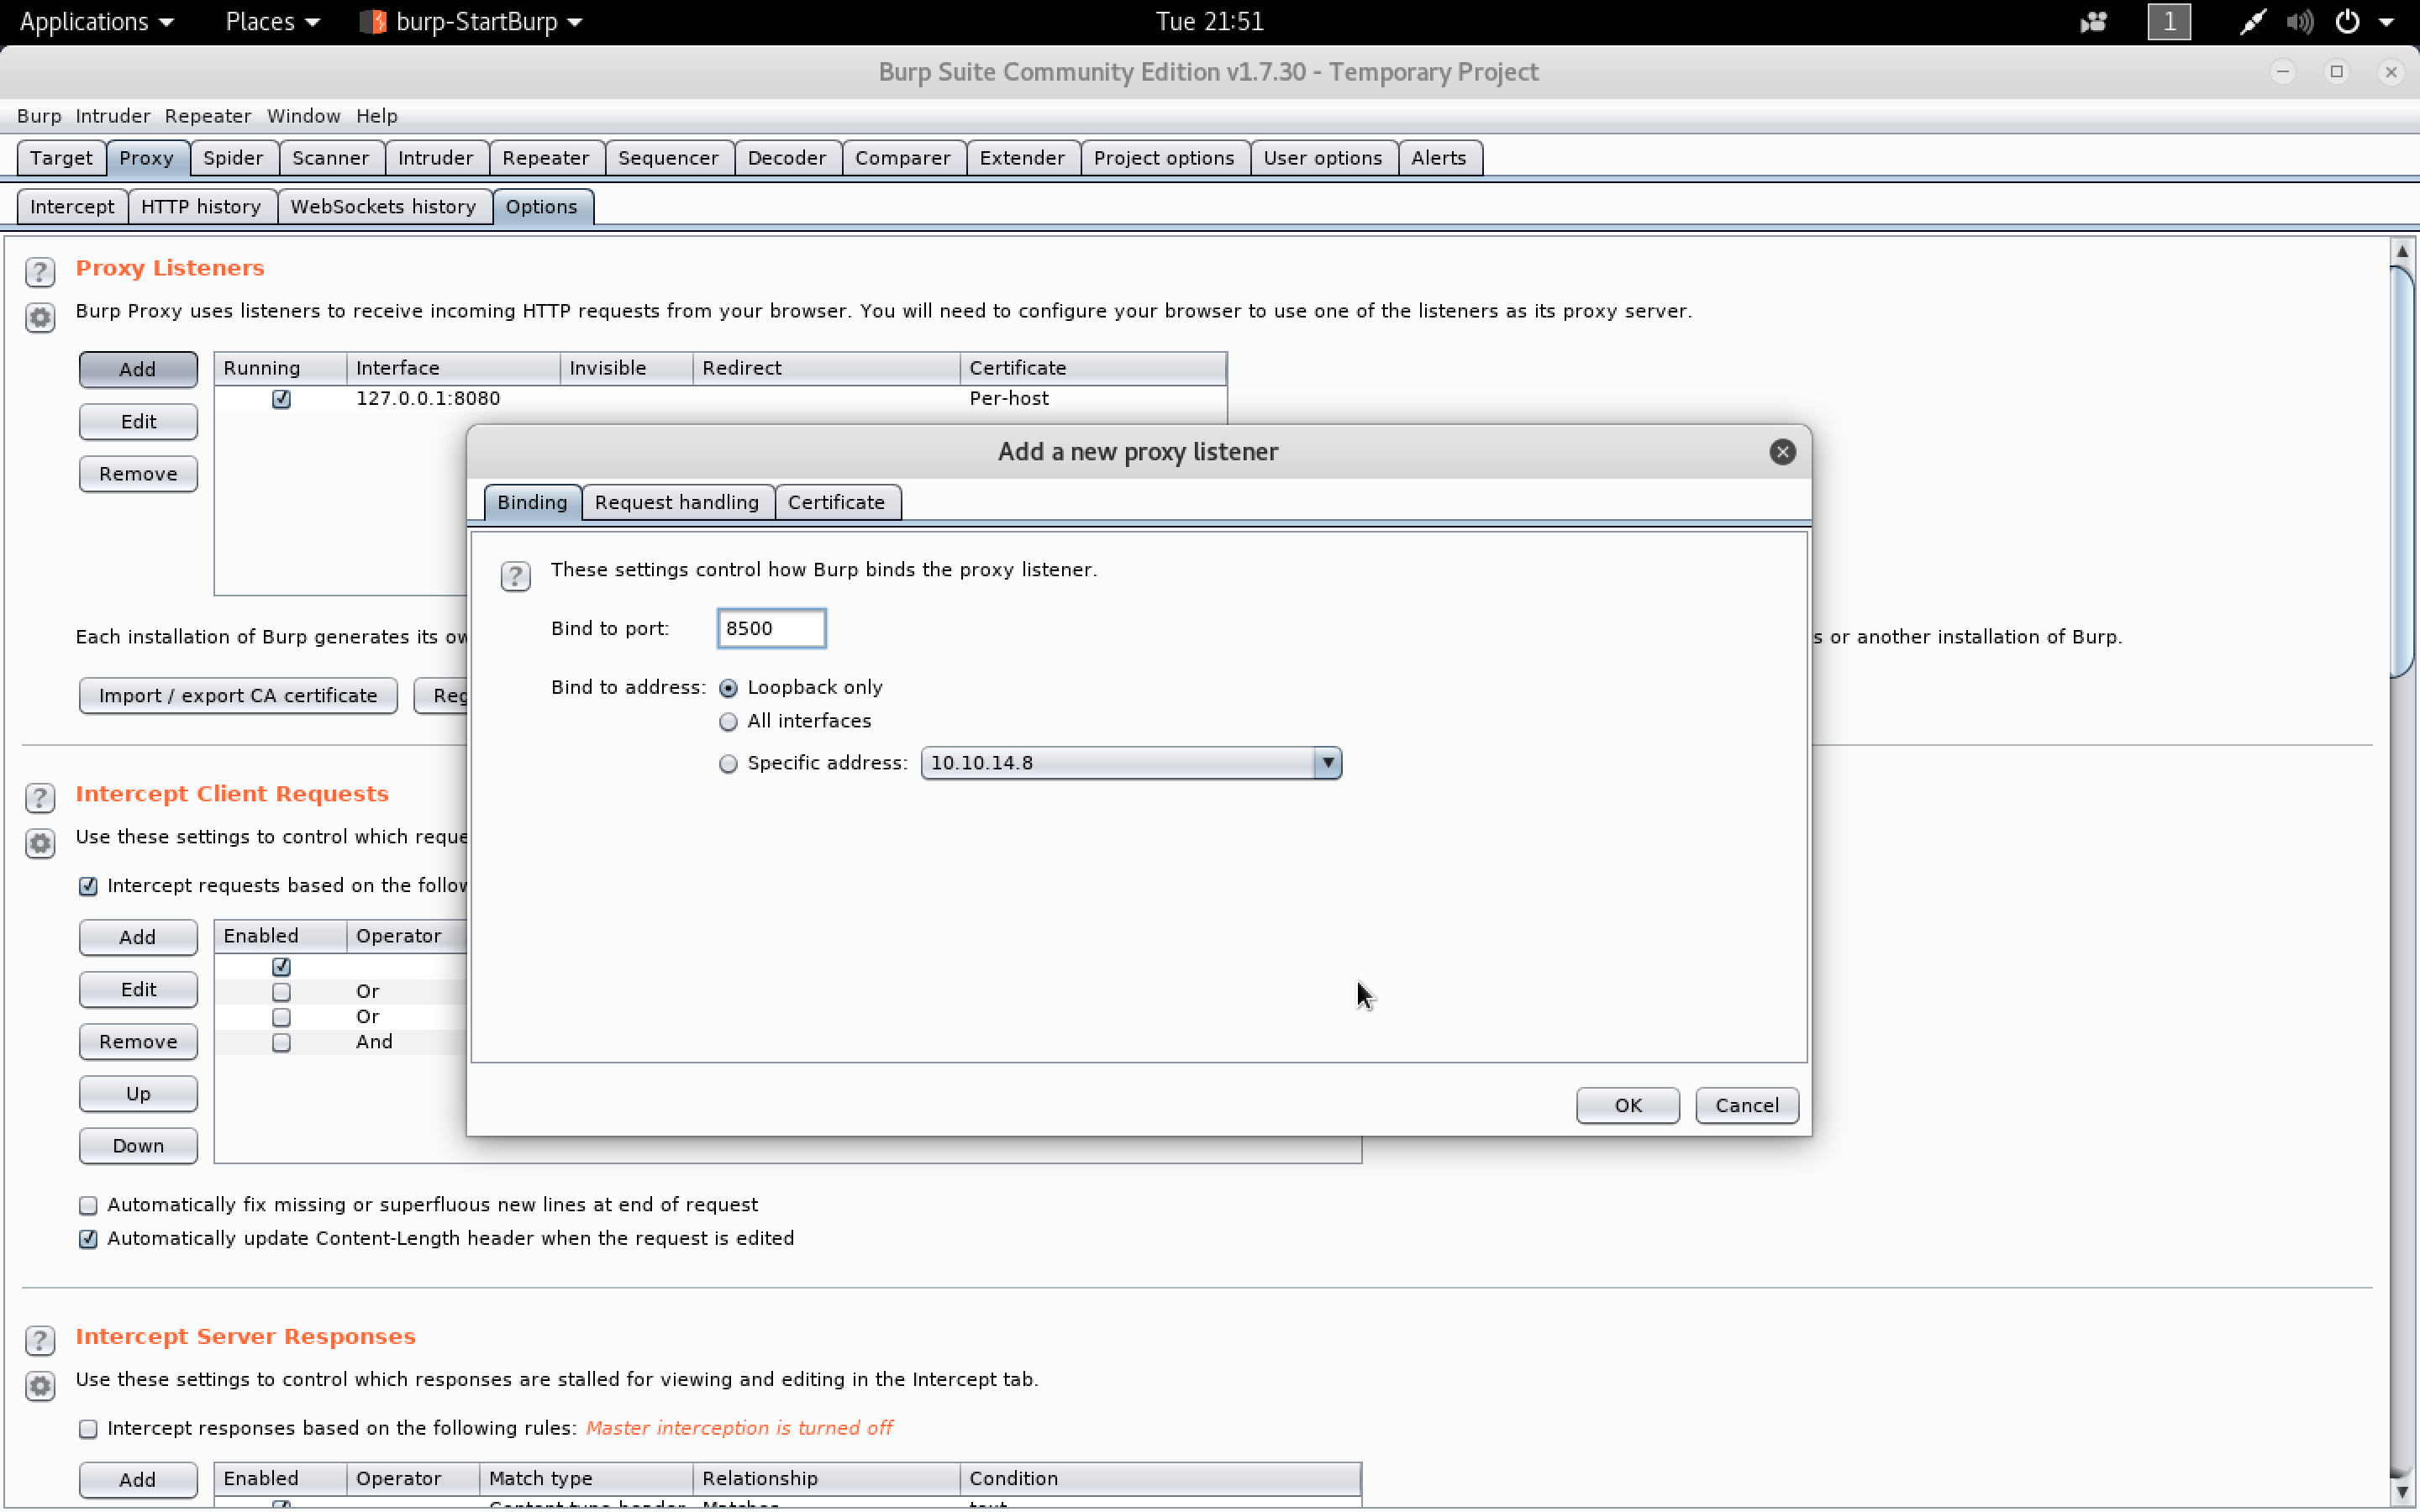 Applications Places burp-StartBurp Tue 21:51 1
Burp Suite Community Edition v1.7.30 - Temporary Project
Burp Intruder Repeater Window Help
Target Proxy Spider Scanner Intruder Repeater Sequencer Decoder Comparer Extender Project options User options Alerts
Intercept HTTP history WebSockets history Options
? Proxy Listeners
Burp Proxy uses listeners to receive incoming HTTP requests from your browser. You will need to configure your browser to use one of the listeners as its proxy server.
Add Running Interface Invisible Redirect Certificate
127.0.0.1:8080 Per-host
Edit
Remove
Add a new proxy listener
Binding Request handling Certificate
? These settings control how Burp binds the proxy listener.
Bind to port: 8500
Bind to address: Loopback only
All interfaces
Specific address: 10.10.14.8
OK Cancel
Each installation of Burp generates its ow
s or another installation of Burp.
Import / export CA certificate Reg
? Intercept Client Requests
Use these settings to control which reque
Intercept requests based on the follow
Add Enabled Operator
Edit Or
Or
Remove And
Up
Down
Automatically fix missing or superfluous new lines at end of request
Automatically update Content-Length header when the request is edited
? Intercept Server Responses
Use these settings to control which responses are stalled for viewing and editing in the Intercept tab.
Intercept responses based on the following rules: Master interception is turned off
Add Enabled Operator Match type Relationship Condition